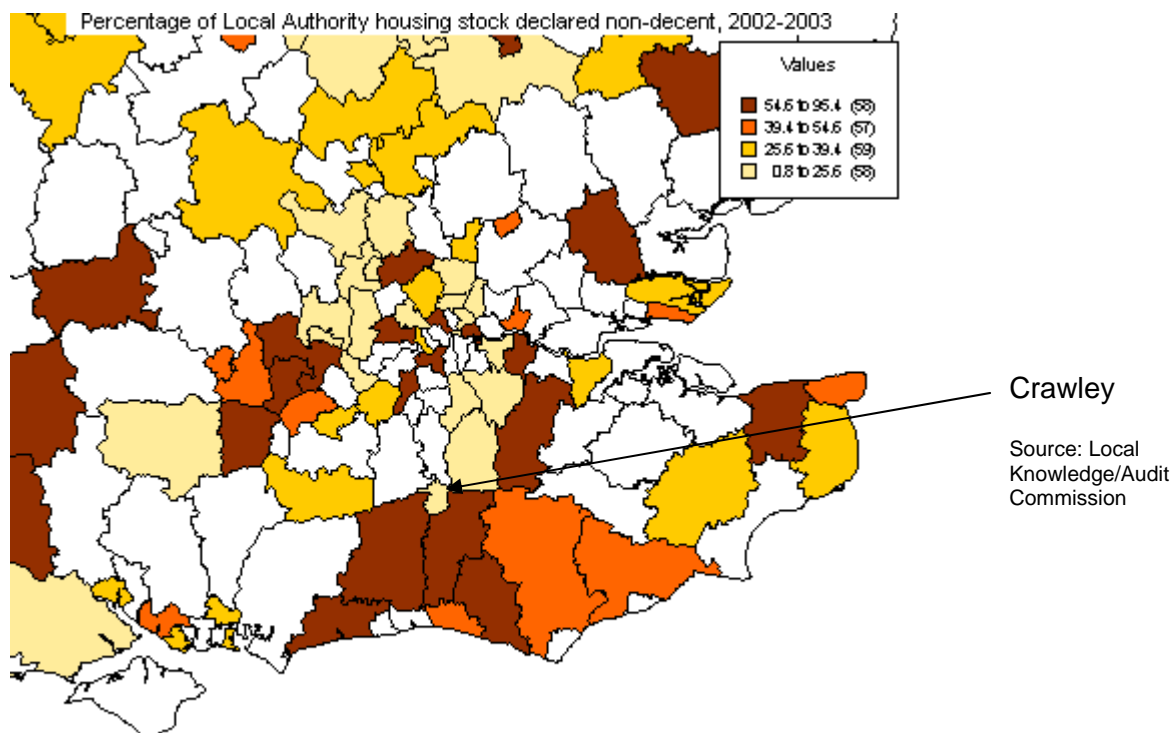 Percentage of Local Authority housing stock declared non-decent, 2002-2003
Values
54.6 to 95.4 (58)
39.4 to 54.6 (57)
25.6 to 39.4 (59)
0.8 to 25.6 (58)
Crawley
Source: Local
Knowledge/Audit
Commission